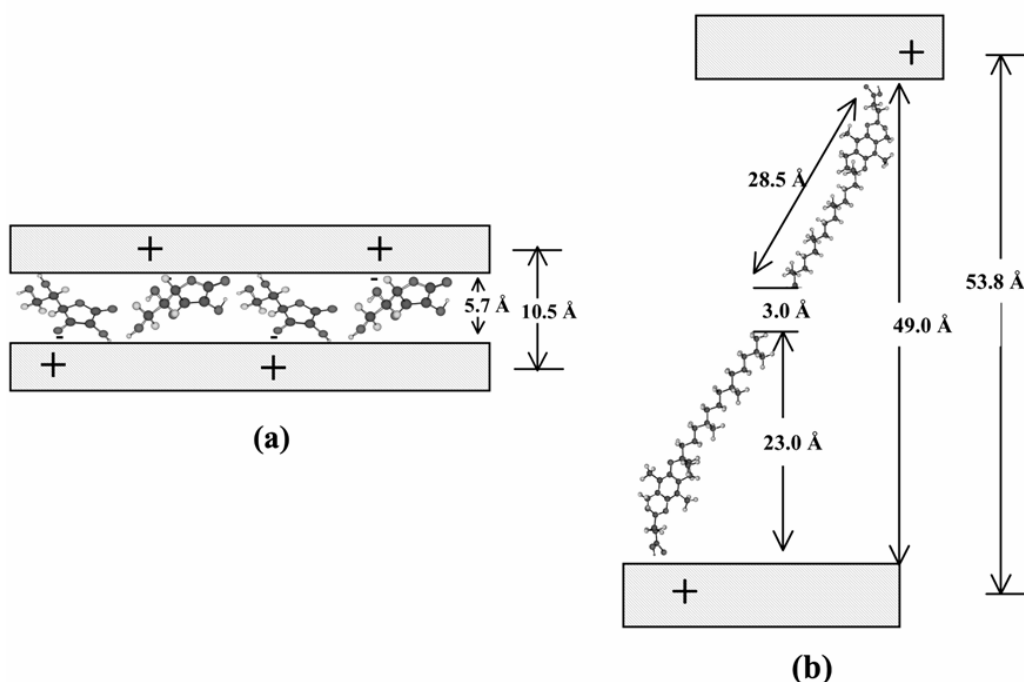 + +
- -
5.7 Å
10.5 Å
- -
+ +
(a)
+
28.5 Å
3.0 Å
53.8 Å
49.0 Å
23.0 Å
+
(b)